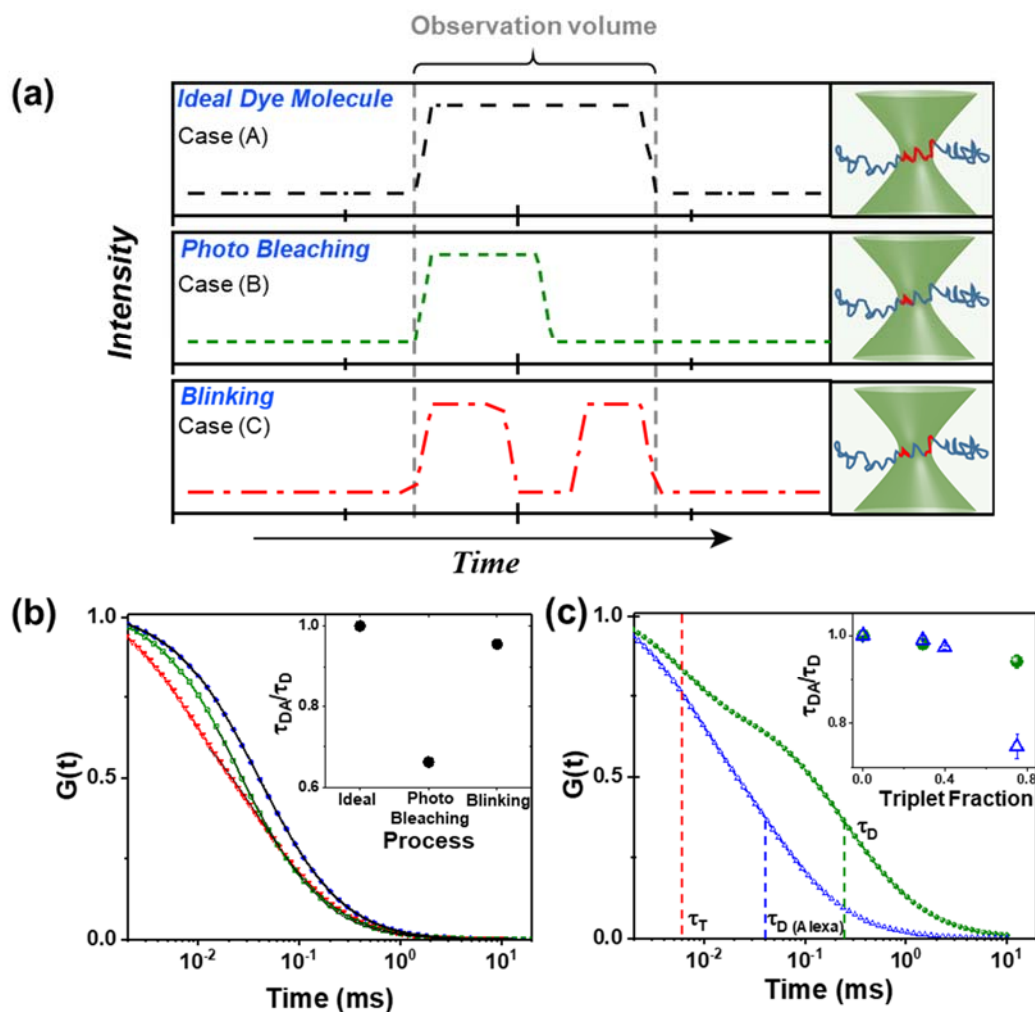 Observation volume
(a)
Ideal Dye Molecule
Case (A)
Photo Bleaching
Case (B)
Blinking
Case (C)
Intensity
Time
(b)
1.0
0.5
0.0
G(t)
10⁻²
10⁻¹
10⁰
10¹
Time (ms)
1.0
0.8
0.6
τDA/τD
Ideal
Photo
Bleaching
Blinking
Process
(c)
1.0
0.5
0.0
G(t)
τT
τD (Alexa)
τD
10⁻²
10⁻¹
10⁰
10¹
Time (ms)
1.0
0.8
τDA/τD
0.0
0.4
0.8
Triplet Fraction